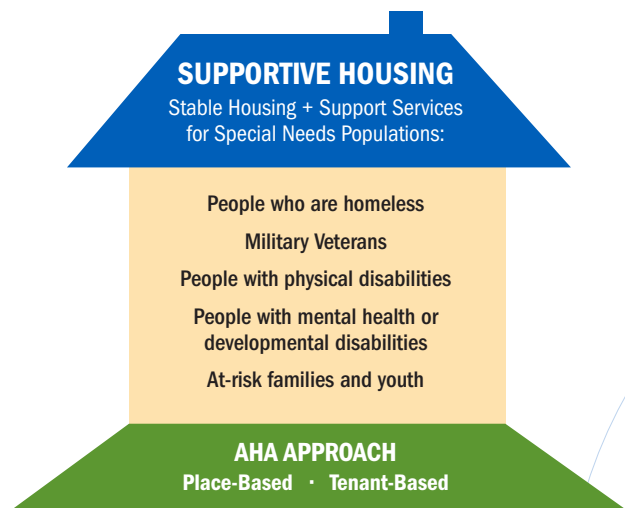 SUPPORTIVE HOUSING
Stable Housing + Support Services
for Special Needs Populations:
People who are homeless
Military Veterans
People with physical disabilities
People with mental health or
developmental disabilities
At-risk families and youth
AHA APPROACH
Place-Based · Tenant-Based